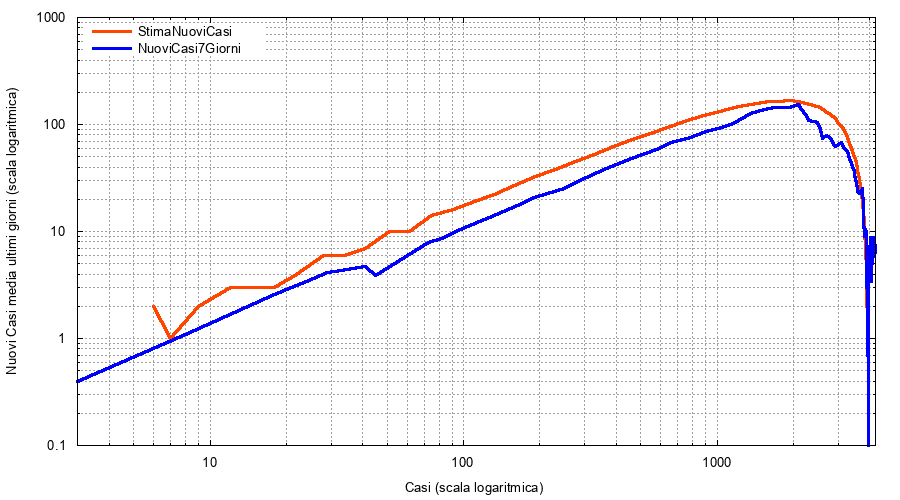 1000
StimaNuoviCasi
NuoviCasi7Giorni
100
10
1
0.1
Nuovi Casi media ultimi giorni (scala logaritmica)
10
100
1000
Casi (scala logaritmica)